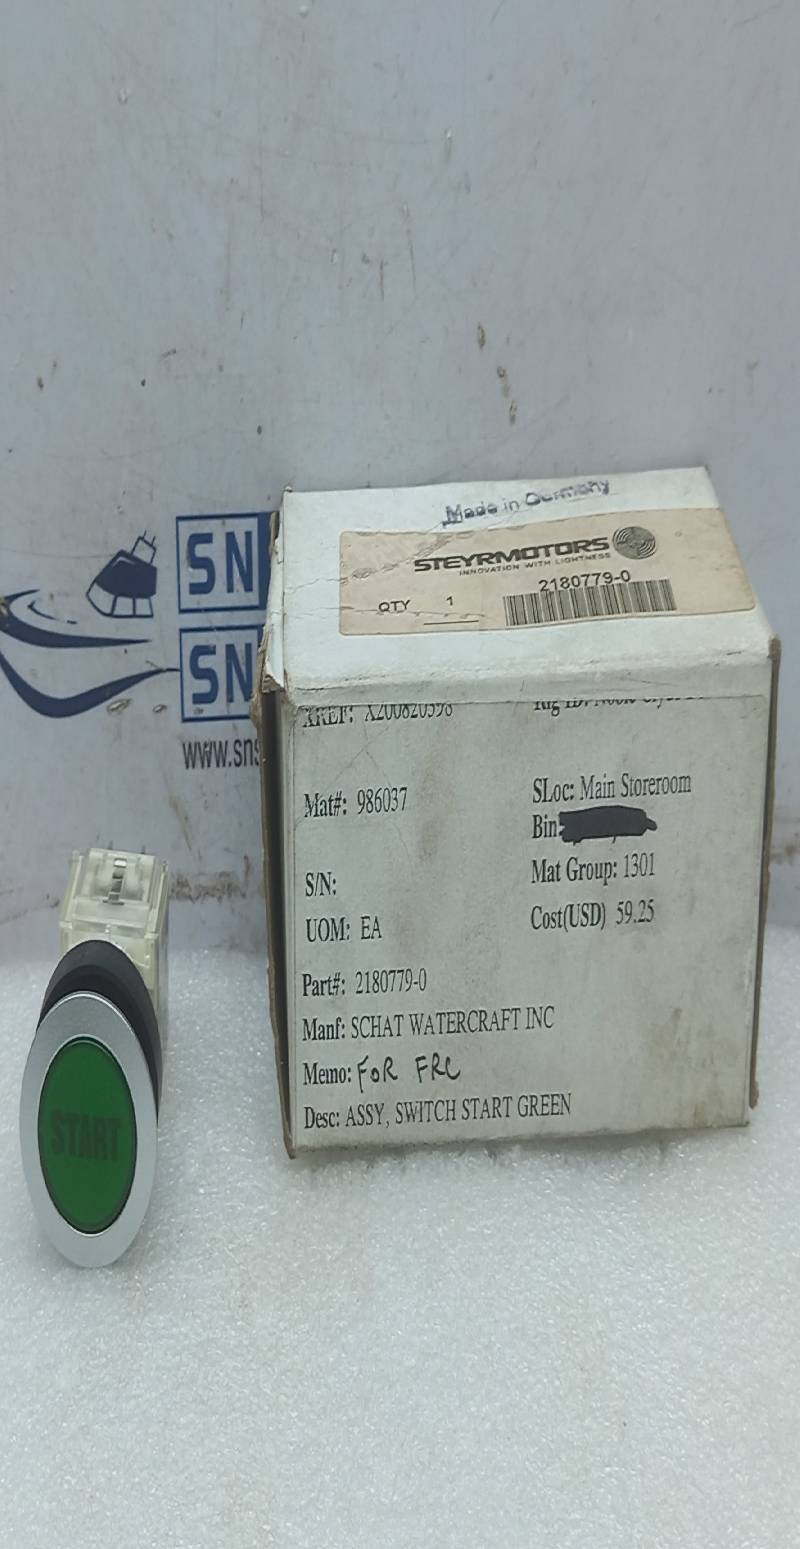 Made in Germany
STEYRMOTORS
INNOVATION WITH LIGHTNESS
2180779-0
QTY 1
SN
SN
www.sns
XREF: X200820598
Mat#: 986037
SLoc: Main Storeroom
Bin:
S/N:
Mat Group: 1301
UOM: EA
Cost(USD) 59.25
Part#: 2180779-0
Manf: SCHAT WATERCRAFT INC
Memo: FOR FRC
Desc: ASSY, SWITCH START GREEN
START